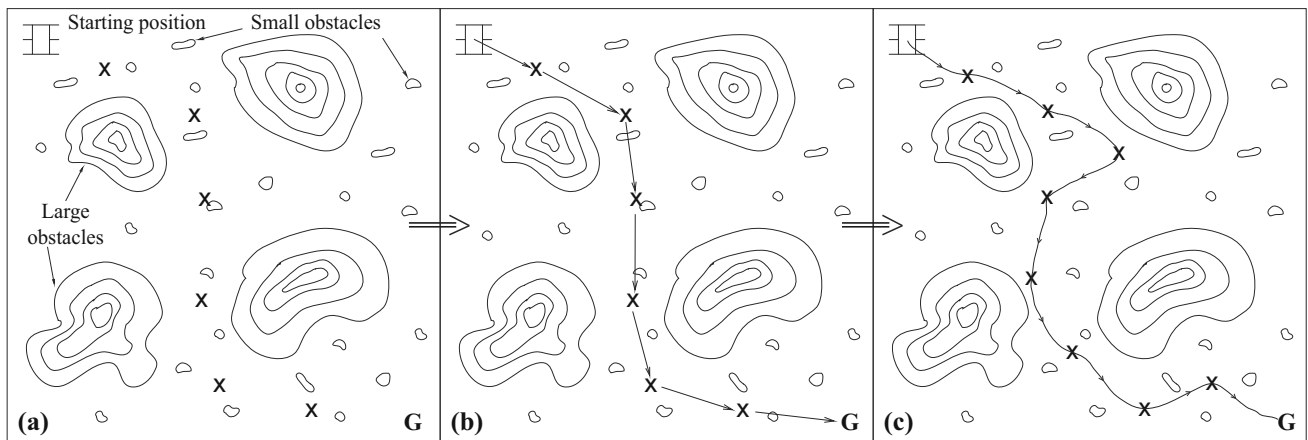 Starting position
Small obstacles
X
X
X
Large
obstacles
X
X
X
(a)
G
X
X
X
X
X
X
(b)
G
X
X
X
X
X
X
X
X
(c)
G